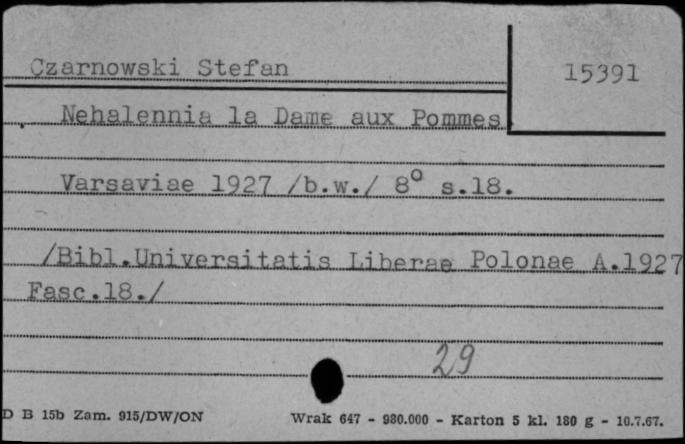 Czarnowski Stefan
15391
Nehalennia la Dame aux Pommes
Varsaviae 1927 /b.w./ 8° s.18.
/Bibl.Universitatis Liberae Polonae A.1927
Fasc.18./
29
D B 15b Zam. 915/DW/ON
Wrak 647 - 980.000 - Karton 5 kl. 180 g - 10.7.67.